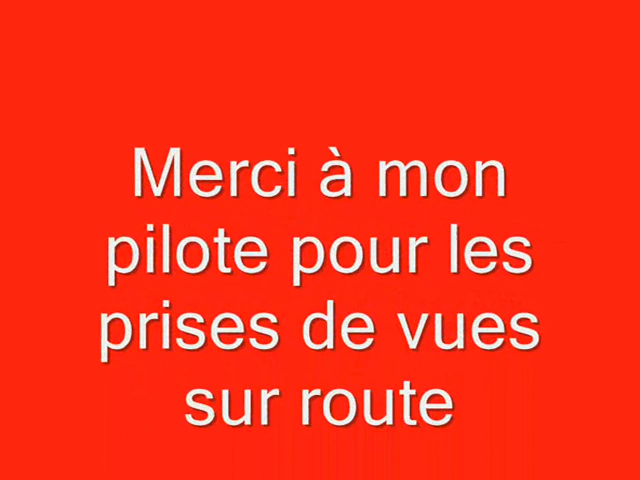 Merci à mon
pilote pour les
prises de vues
sur route